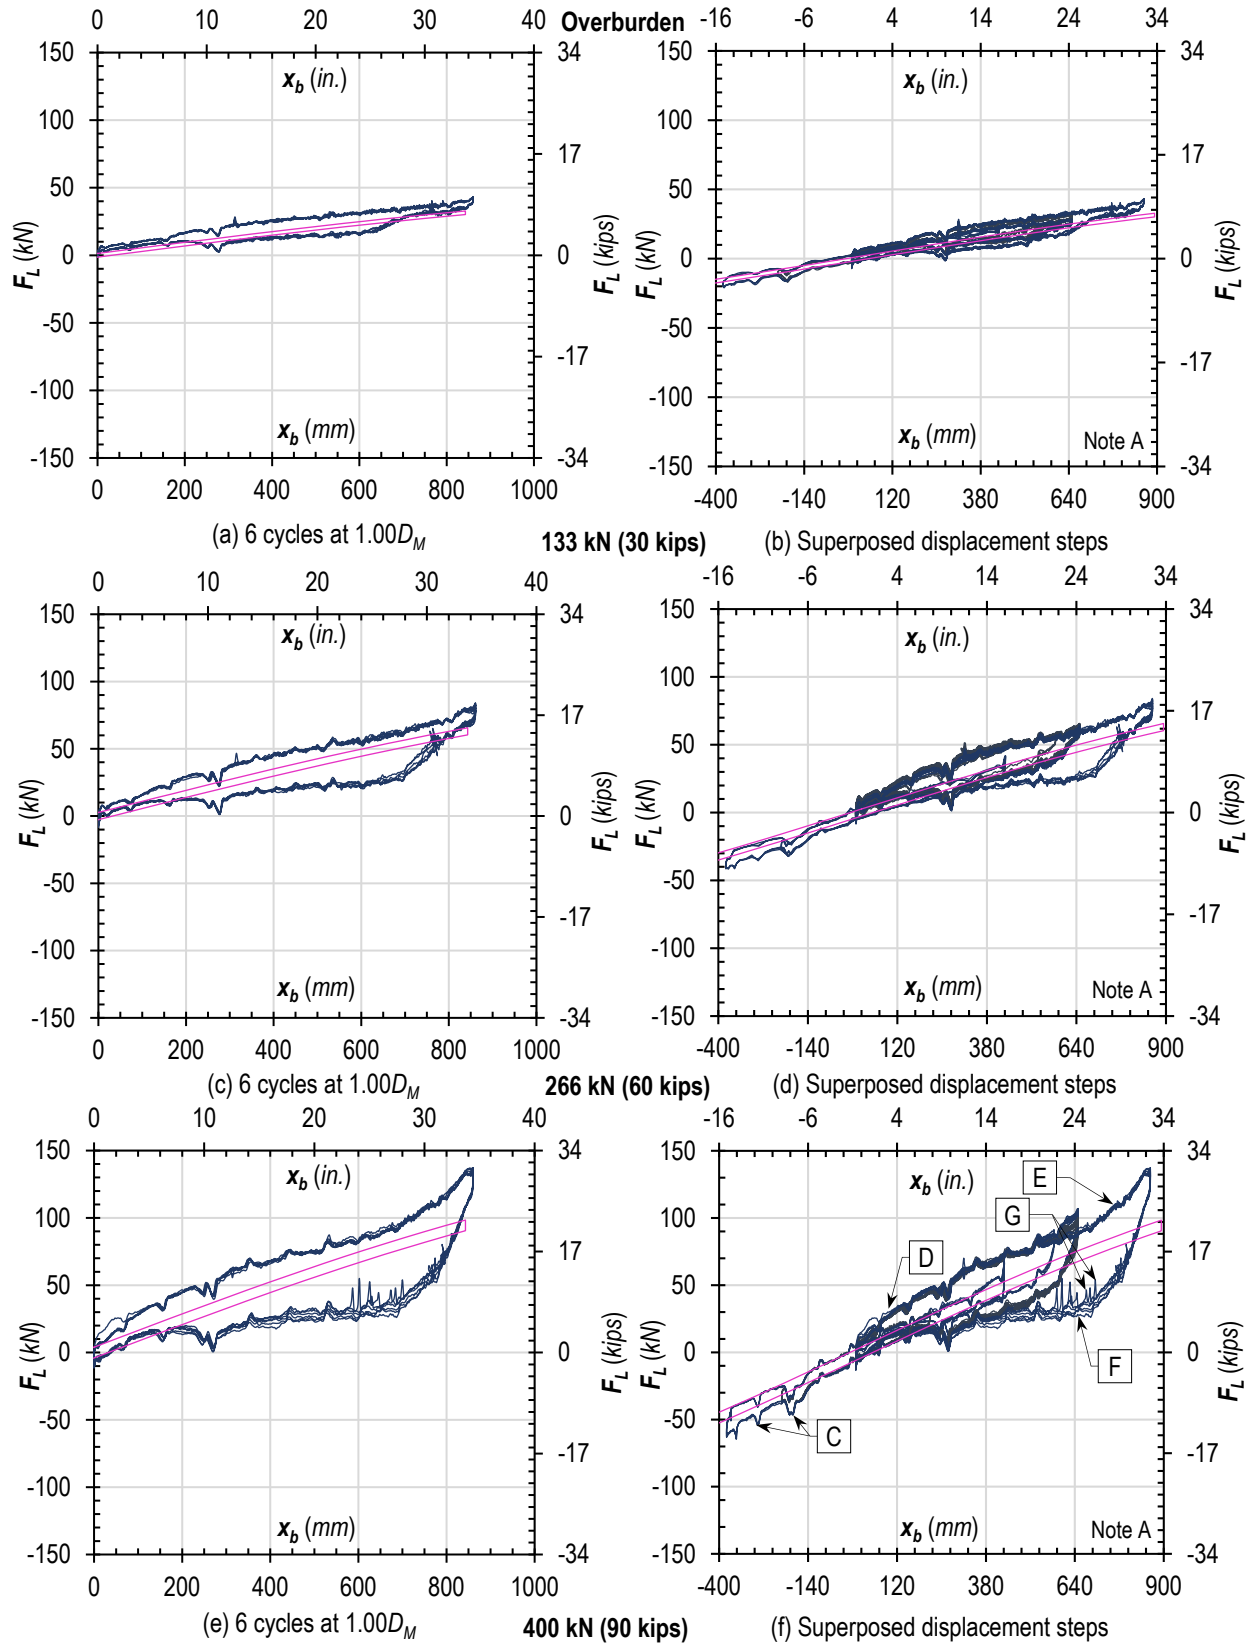 0 10 20 30 40 Overburden -16 -6 4 14 24 34
150 34 150 34
x_b (in.) x_b (in.)
100 100
17 17
50 50
F_L (kN) 0 0 F_L (kips) F_L (kN) 0 0 F_L (kips)
-50 -50
-17 -17
-100 -100
x_b (mm) x_b (mm) Note A
-150 -34 -150 -34
0 200 400 600 800 1000 -400 -140 120 380 640 900
(a) 6 cycles at 1.00D_M 133 kN (30 kips) (b) Superposed displacement steps
0 10 20 30 40 -16 -6 4 14 24 34
150 34 150 34
x_b (in.) x_b (in.)
100 100
17 17
50 50
F_L (kN) 0 0 F_L (kips) F_L (kN) 0 0 F_L (kips)
-50 -50
-17 -17
-100 -100
x_b (mm) x_b (mm) Note A
-150 -34 -150 -34
0 200 400 600 800 1000 -400 -140 120 380 640 900
(c) 6 cycles at 1.00D_M 266 kN (60 kips) (d) Superposed displacement steps
0 10 20 30 40 -16 -6 4 14 24 34
150 34 150 34
x_b (in.) x_b (in.) E
100 100 G
17 17
50 50 D
F_L (kN) 0 0 F_L (kips) F_L (kN) 0 F 0 F_L (kips)
-50 -50 C
-17 -17
-100 -100
x_b (mm) x_b (mm) Note A
-150 -34 -150 -34
0 200 400 600 800 1000 -400 -140 120 380 640 900
(e) 6 cycles at 1.00D_M 400 kN (90 kips) (f) Superposed displacement steps